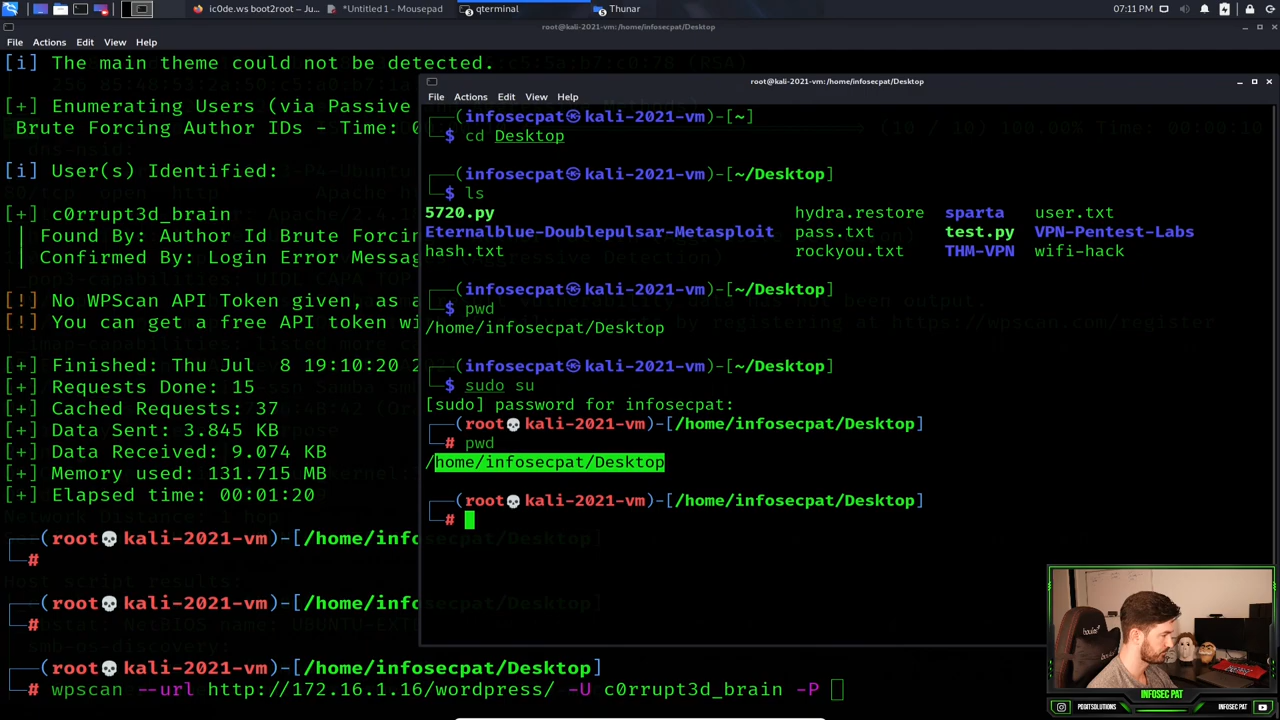 ic0de.ws boot2root – Ju...
*Untitled 1 - Mousepad
qterminal
Thunar
07:11 PM
root@kali-2021-vm:/home/infosecpat/Desktop
File Actions Edit View Help
[i] The main theme could not be detected.
[+] Enumerating Users (via Passive
Brute Forcing Author IDs - Time: 0
[i] User(s) Identified:
[+] c0rrupt3d_brain
| Found By: Author Id Brute Forcin
| Confirmed By: Login Error Messag
[!] No WPScan API Token given, as a
[!] You can get a free API token wi
[+] Finished: Thu Jul 8 19:10:20 2
[+] Requests Done: 15
[+] Cached Requests: 37
[+] Data Sent: 3.845 KB
[+] Data Received: 9.074 KB
[+] Memory used: 131.715 MB
[+] Elapsed time: 00:01:20
(root💀kali-2021-vm)-[/home/infosecpat/Desktop]
#
(root💀kali-2021-vm)-[/home/infosecpat/Desktop]
#
(root💀kali-2021-vm)-[/home/infosecpat/Desktop]
# wpscan --url http://172.16.1.16/wordpress/ -U c0rrupt3d_brain -P
root@kali-2021-vm:/home/infosecpat/Desktop
File Actions Edit View Help
(infosecpat㉿kali-2021-vm)-[~]
$ cd Desktop
(infosecpat㉿kali-2021-vm)-[~/Desktop]
$ ls
5720.py hydra.restore sparta user.txt
Eternalblue-Doublepulsar-Metasploit pass.txt test.py VPN-Pentest-Labs
hash.txt rockyou.txt THM-VPN wifi-hack
(infosecpat㉿kali-2021-vm)-[~/Desktop]
$ pwd
/home/infosecpat/Desktop
(infosecpat㉿kali-2021-vm)-[~/Desktop]
$ sudo su
[sudo] password for infosecpat:
(root💀kali-2021-vm)-[/home/infosecpat/Desktop]
# pwd
/home/infosecpat/Desktop
(root💀kali-2021-vm)-[/home/infosecpat/Desktop]
#
INFOSEC PAT
PGGITSOLUTIONS
INFOSEC PAT